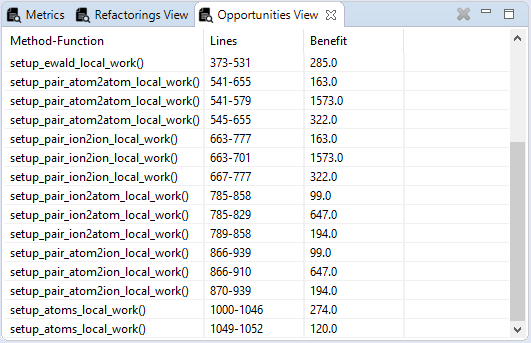 Metrics Refactorings View Opportunities View
Method-Function Lines Benefit
setup_ewald_local_work() 373-531 285.0
setup_pair_atom2atom_local_work() 541-655 163.0
setup_pair_atom2atom_local_work() 541-579 1573.0
setup_pair_atom2atom_local_work() 545-655 322.0
setup_pair_ion2ion_local_work() 663-777 163.0
setup_pair_ion2ion_local_work() 663-701 1573.0
setup_pair_ion2ion_local_work() 667-777 322.0
setup_pair_ion2atom_local_work() 785-858 99.0
setup_pair_ion2atom_local_work() 785-829 647.0
setup_pair_ion2atom_local_work() 789-858 194.0
setup_pair_atom2ion_local_work() 866-939 99.0
setup_pair_atom2ion_local_work() 866-910 647.0
setup_pair_atom2ion_local_work() 870-939 194.0
setup_atoms_local_work() 1000-1046 274.0
setup_atoms_local_work() 1049-1052 120.0